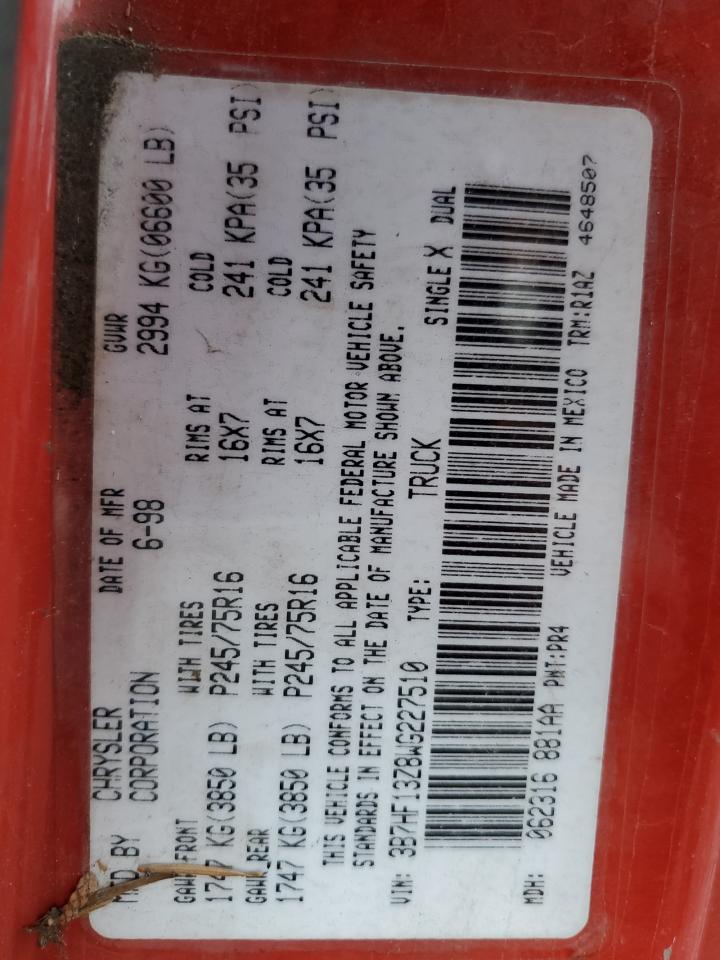 MFD BY CHRYSLER CORPORATION DATE OF MFR 6-98 GVWR 2994 KG(06600 LB)
GAWR FRONT WITH TIRES RIMS AT COLD
1747 KG(3850 LB) P245/75R16 16X7 241 KPA(35 PSI)
GAWR REAR WITH TIRES RIMS AT COLD
1747 KG(3850 LB) P245/75R16 16X7 241 KPA(35 PSI)
THIS VEHICLE CONFORMS TO ALL APPLICABLE FEDERAL MOTOR VEHICLE SAFETY
STANDARDS IN EFFECT ON THE DATE OF MANUFACTURE SHOWN ABOVE.
VIN: 3B7HF13Z8WG227510 TYPE: TRUCK SINGLE X DUAL
MDH: 062316 881AA PNT:PR4 VEHICLE MADE IN MEXICO TRM:R1AZ 4648507